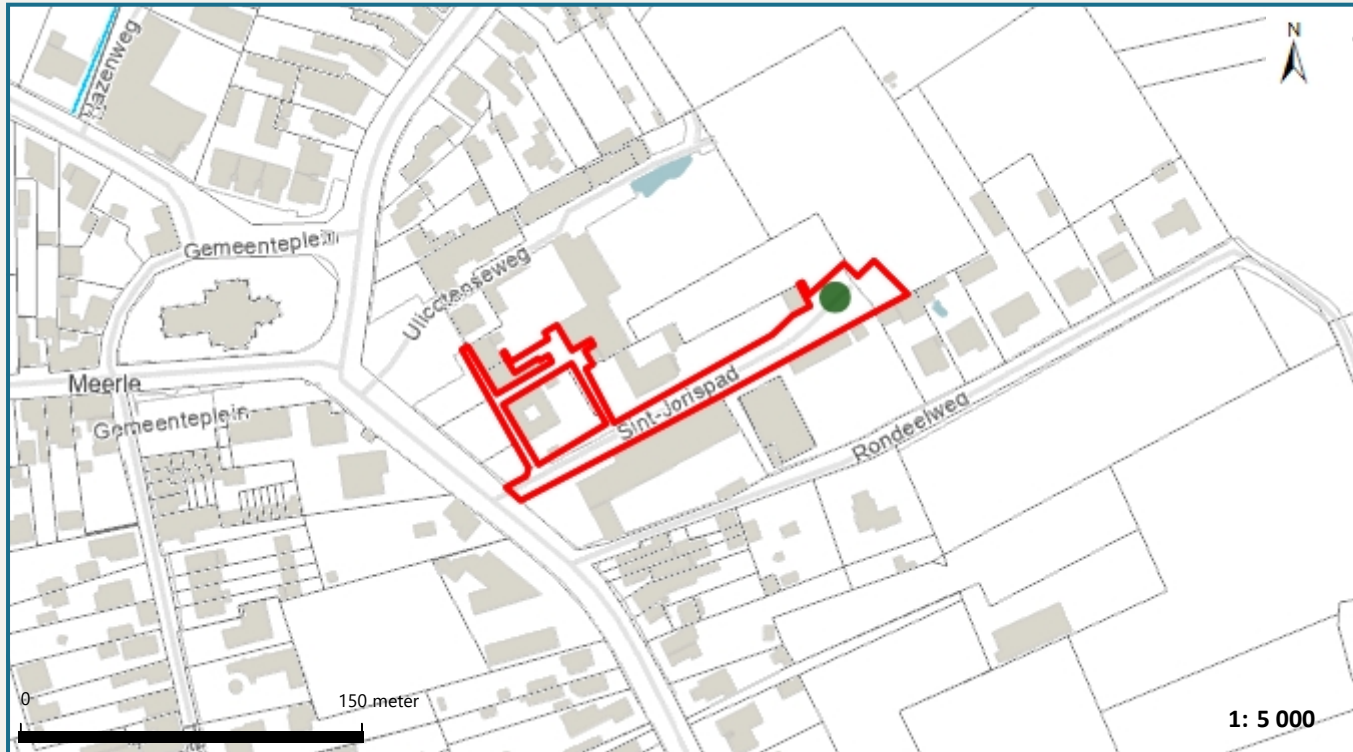 N
Hazenweg
Gemeenteplein
Ulicotenseweg
Meerle
Gemeenteplein
Sint-Jorispad
Rondeelweg
0
150 meter
1: 5 000